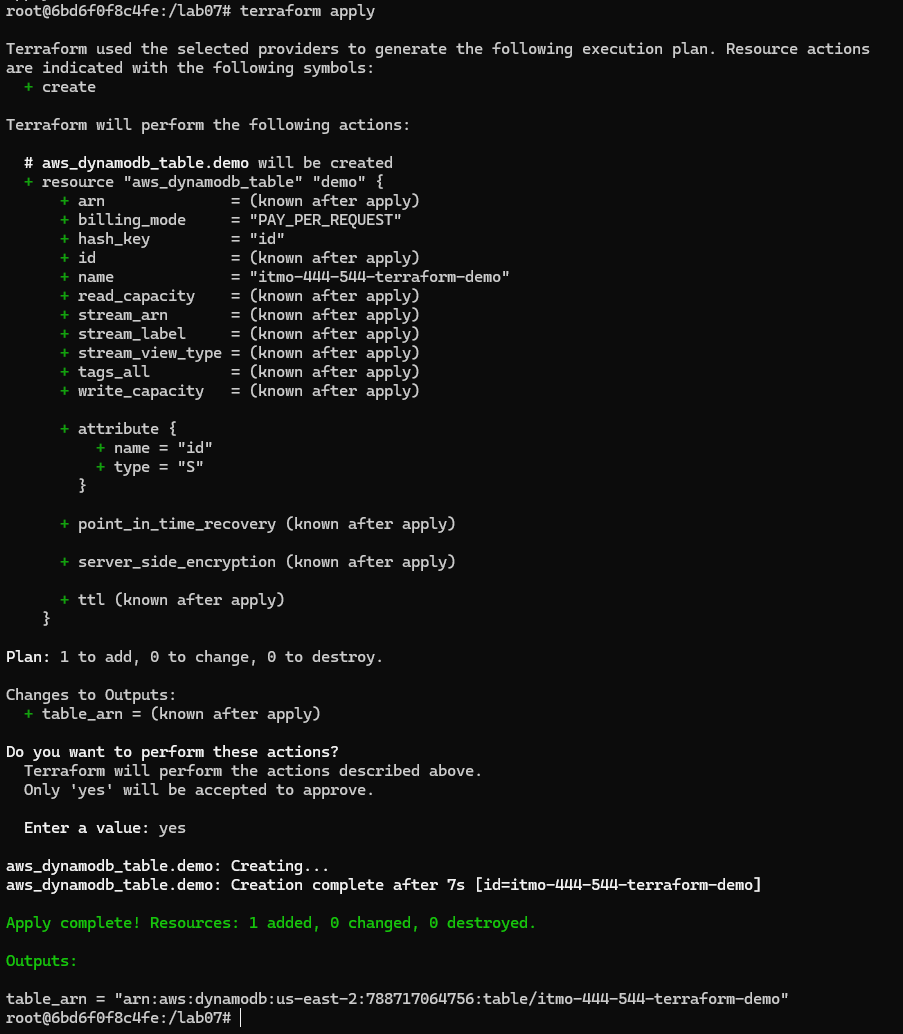 root@6bd6f0f8c4fe:/lab07# terraform apply
Terraform used the selected providers to generate the following execution plan. Resource actions
are indicated with the following symbols:
  + create
Terraform will perform the following actions:
  # aws_dynamodb_table.demo will be created
  + resource "aws_dynamodb_table" "demo" {
      + arn              = (known after apply)
      + billing_mode     = "PAY_PER_REQUEST"
      + hash_key         = "id"
      + id               = (known after apply)
      + name             = "itmo-444-544-terraform-demo"
      + read_capacity    = (known after apply)
      + stream_arn       = (known after apply)
      + stream_label     = (known after apply)
      + stream_view_type = (known after apply)
      + tags_all         = (known after apply)
      + write_capacity   = (known after apply)
      + attribute {
          + name = "id"
          + type = "S"
        }
      + point_in_time_recovery (known after apply)
      + server_side_encryption (known after apply)
      + ttl (known after apply)
    }
Plan: 1 to add, 0 to change, 0 to destroy.
Changes to Outputs:
  + table_arn = (known after apply)
Do you want to perform these actions?
  Terraform will perform the actions described above.
  Only 'yes' will be accepted to approve.
  Enter a value: yes
aws_dynamodb_table.demo: Creating...
aws_dynamodb_table.demo: Creation complete after 7s [id=itmo-444-544-terraform-demo]
Apply complete! Resources: 1 added, 0 changed, 0 destroyed.
Outputs:
table_arn = "arn:aws:dynamodb:us-east-2:788717064756:table/itmo-444-544-terraform-demo"
root@6bd6f0f8c4fe:/lab07#